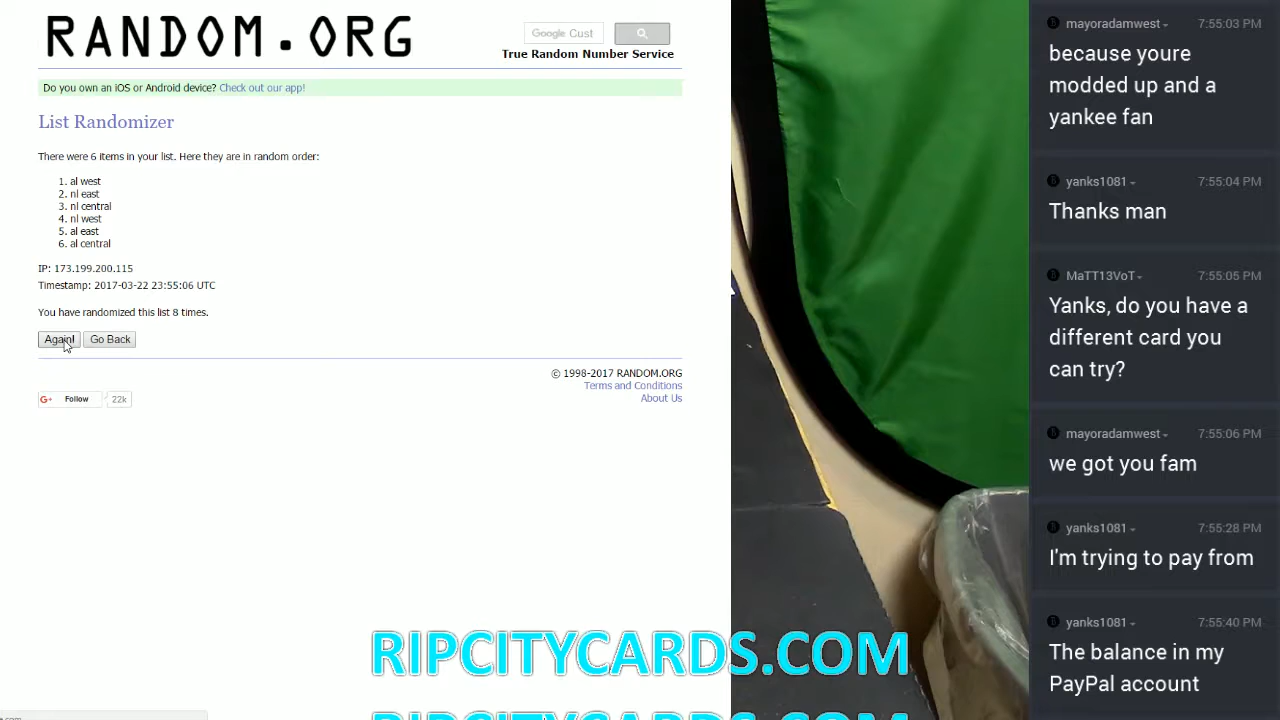 RANDOM.ORG
Google Cust
True Random Number Service
Do you own an iOS or Android device? Check out our app!
List Randomizer
There were 6 items in your list. Here they are in random order:
1. al west
2. nl east
3. nl central
4. nl west
5. al east
6. al central
IP: 173.199.200.115
Timestamp: 2017-03-22 23:55:06 UTC
You have randomized this list 8 times.
Again! Go Back
© 1998-2017 RANDOM.ORG
Terms and Conditions
About Us
G+ Follow 22k
RIPCITYCARDS.COM
RIPCITYCARDS.COM
mayoradamwest 7:55:03 PM
because youre
modded up and a
yankee fan
yanks1081 7:55:04 PM
Thanks man
MaTT13VoT 7:55:05 PM
Yanks, do you have a
different card you
can try?
mayoradamwest 7:55:06 PM
we got you fam
yanks1081 7:55:28 PM
I'm trying to pay from
yanks1081 7:55:40 PM
The balance in my
PayPal account